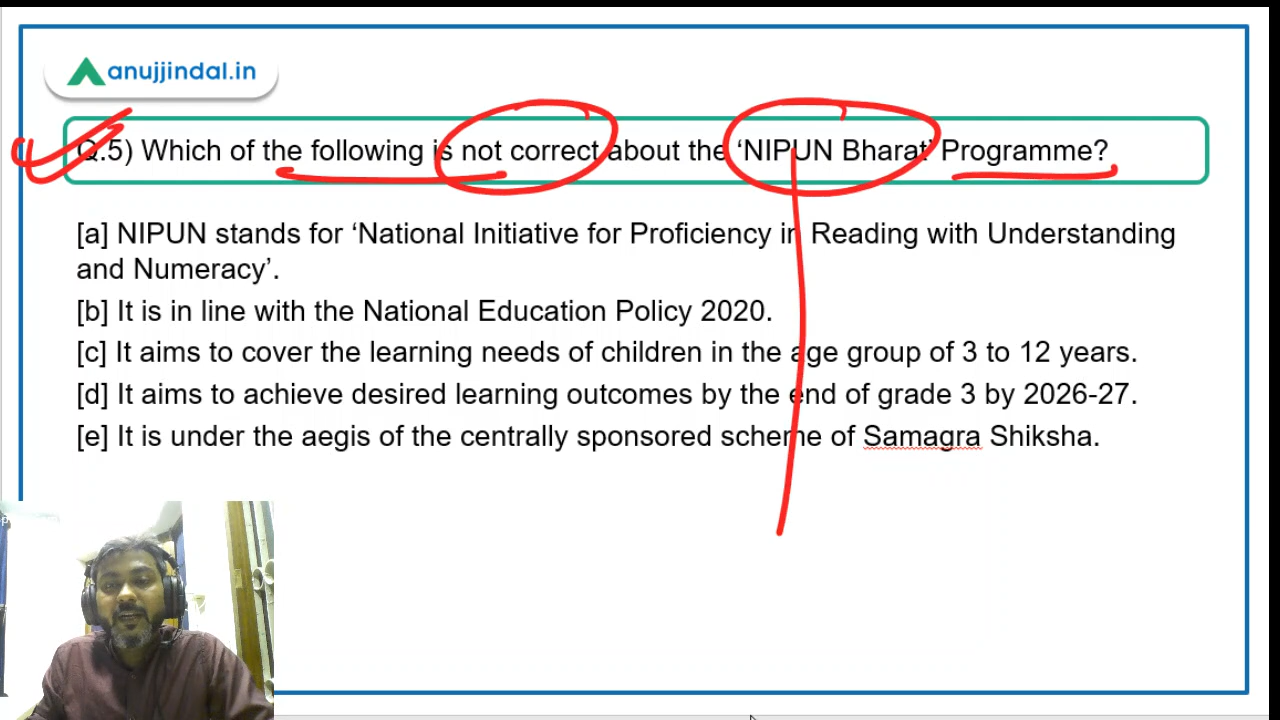 anujjindal.in
Q.5) Which of the following is not correct about the ‘NIPUN Bharat’ Programme?
[a] NIPUN stands for ‘National Initiative for Proficiency in Reading with Understanding
and Numeracy’.
[b] It is in line with the National Education Policy 2020.
[c] It aims to cover the learning needs of children in the age group of 3 to 12 years.
[d] It aims to achieve desired learning outcomes by the end of grade 3 by 2026-27.
[e] It is under the aegis of the centrally sponsored scheme of Samagra Shiksha.